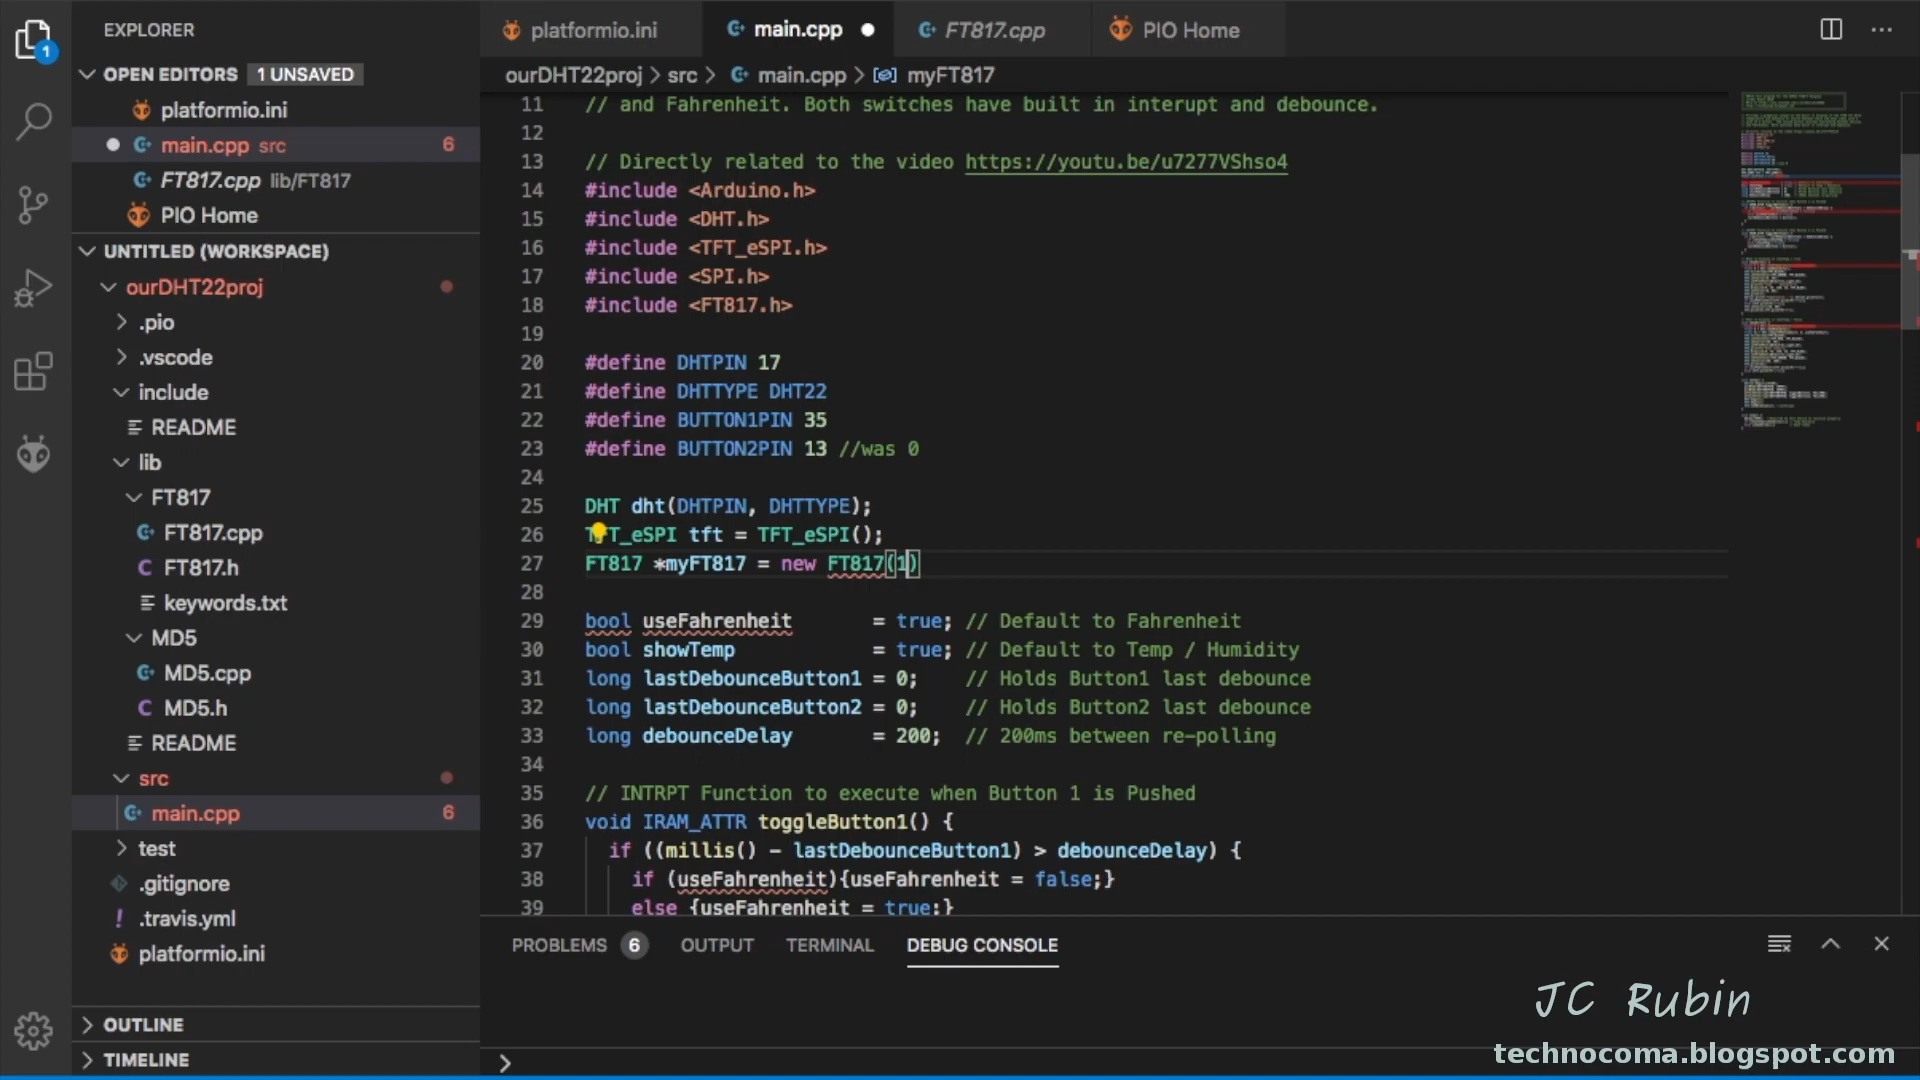 EXPLORER
OPEN EDITORS 1 UNSAVED
platformio.ini
main.cpp src 6
FT817.cpp lib/FT817
PIO Home
UNTITLED (WORKSPACE)
ourDHT22proj
.pio
.vscode
include
README
lib
FT817
FT817.cpp
FT817.h
keywords.txt
MD5
MD5.cpp
MD5.h
README
src
main.cpp 6
test
.gitignore
.travis.yml
platformio.ini
OUTLINE
TIMELINE
1
platformio.ini main.cpp FT817.cpp PIO Home
ourDHT22proj > src > main.cpp > myFT817
11 // and Fahrenheit. Both switches have built in interupt and debounce.
12
13 // Directly related to the video https://youtu.be/u7277VShso4
14 #include <Arduino.h>
15 #include <DHT.h>
16 #include <TFT_eSPI.h>
17 #include <SPI.h>
18 #include <FT817.h>
19
20 #define DHTPIN 17
21 #define DHTTYPE DHT22
22 #define BUTTON1PIN 35
23 #define BUTTON2PIN 13 //was 0
24
25 DHT dht(DHTPIN, DHTTYPE);
26 TFT_eSPI tft = TFT_eSPI();
27 FT817 *myFT817 = new FT817(1)
28
29 bool useFahrenheit = true; // Default to Fahrenheit
30 bool showTemp = true; // Default to Temp / Humidity
31 long lastDebounceButton1 = 0; // Holds Button1 last debounce
32 long lastDebounceButton2 = 0; // Holds Button2 last debounce
33 long debounceDelay = 200; // 200ms between re-polling
34
35 // INTRPT Function to execute when Button 1 is Pushed
36 void IRAM_ATTR toggleButton1() {
37 if ((millis() - lastDebounceButton1) > debounceDelay) {
38 if (useFahrenheit){useFahrenheit = false;}
39 else {useFahrenheit = true;}
PROBLEMS 6 OUTPUT TERMINAL DEBUG CONSOLE
JC Rubin
technocoma.blogspot.com